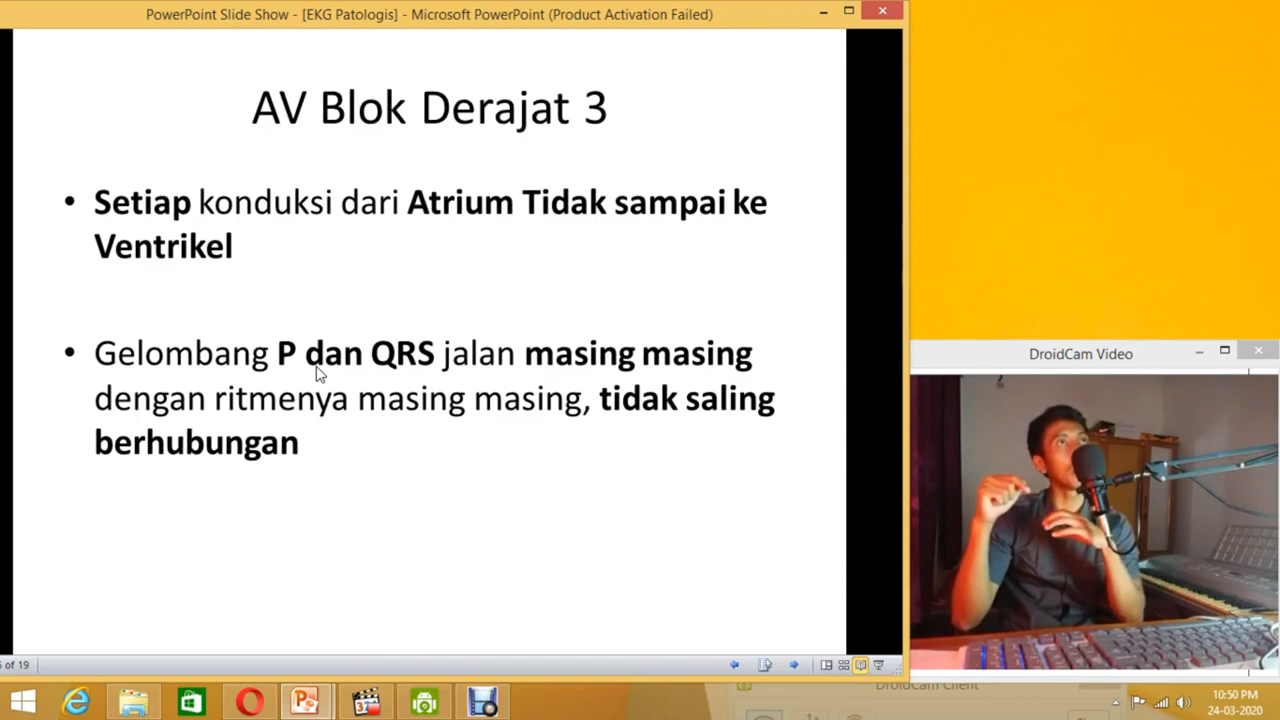 PowerPoint Slide Show - [EKG Patologis] - Microsoft PowerPoint (Product Activation Failed)
AV Blok Derajat 3
• Setiap konduksi dari Atrium Tidak sampai ke
Ventrikel
• Gelombang P dan QRS jalan masing masing
dengan ritmenya masing masing, tidak saling
berhubungan
DroidCam Video
of 19
DroidCam Client
10:50 PM
24-03-2020